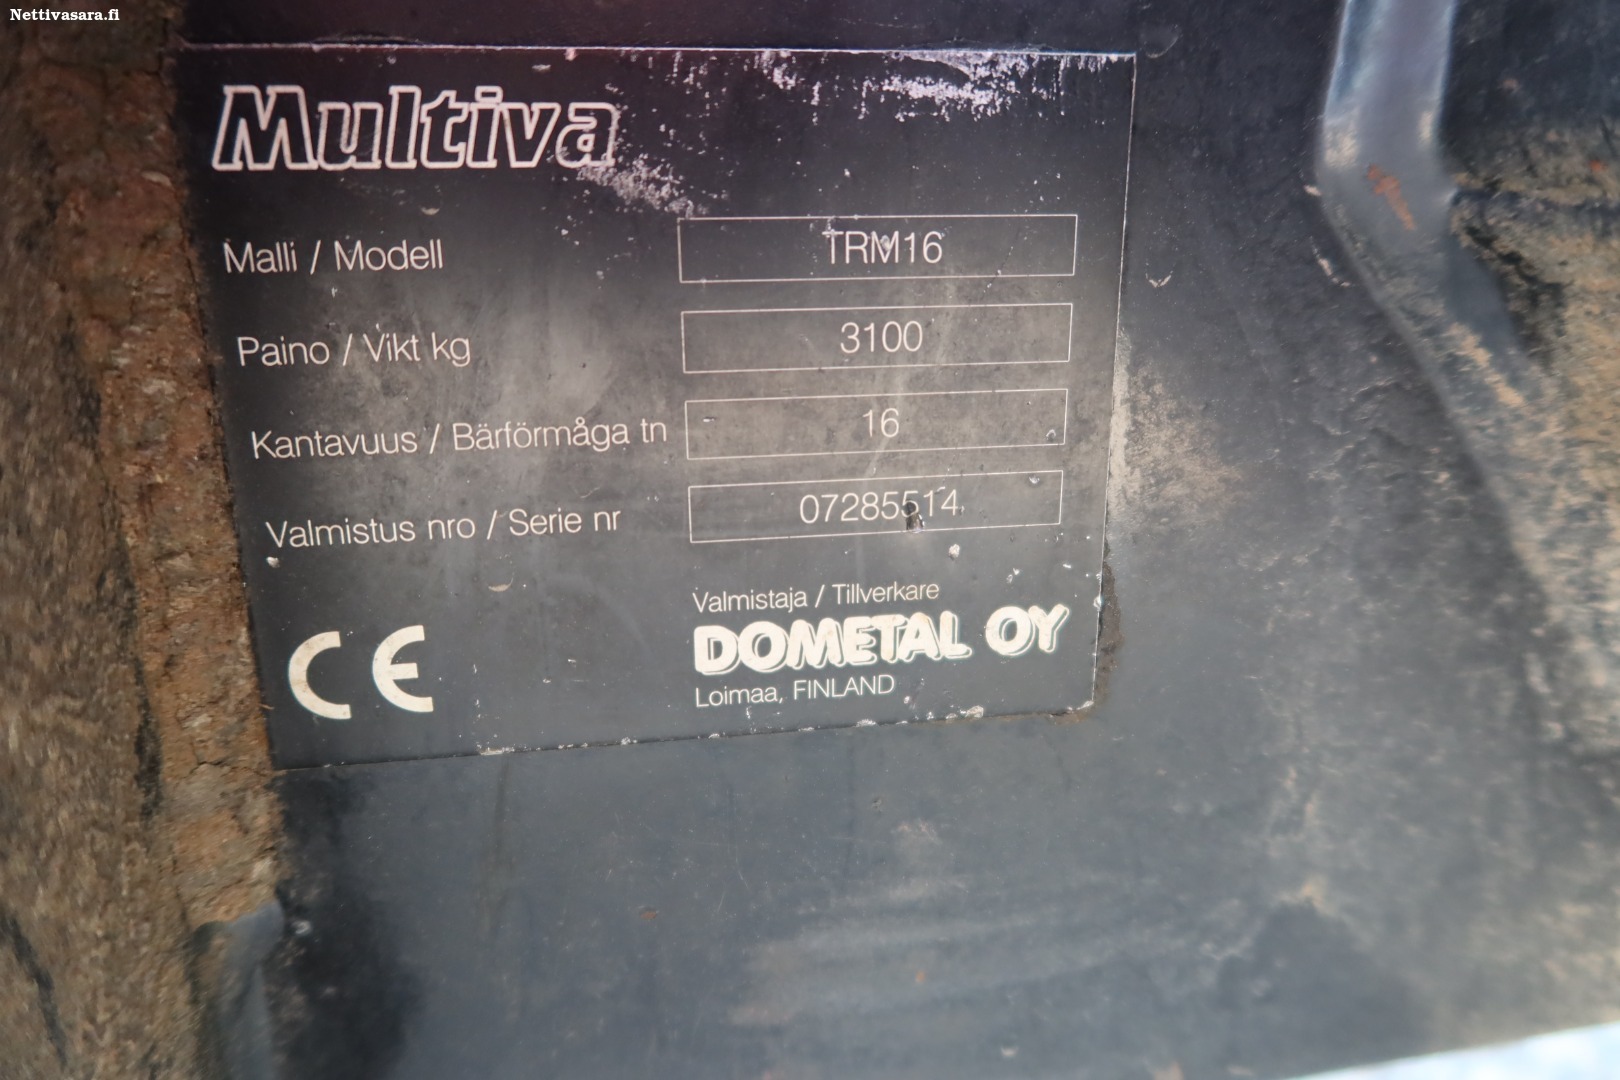 Nettivasara.fi
Multiva
Malli / Modell TRM16
Paino / Vikt kg 3100
Kantavuus / Bärförmåga tn 16
Valmistus nro / Serie nr 07285514
Valmistaja / Tillverkare
DOMETAL OY
Loimaa, FINLAND
CE